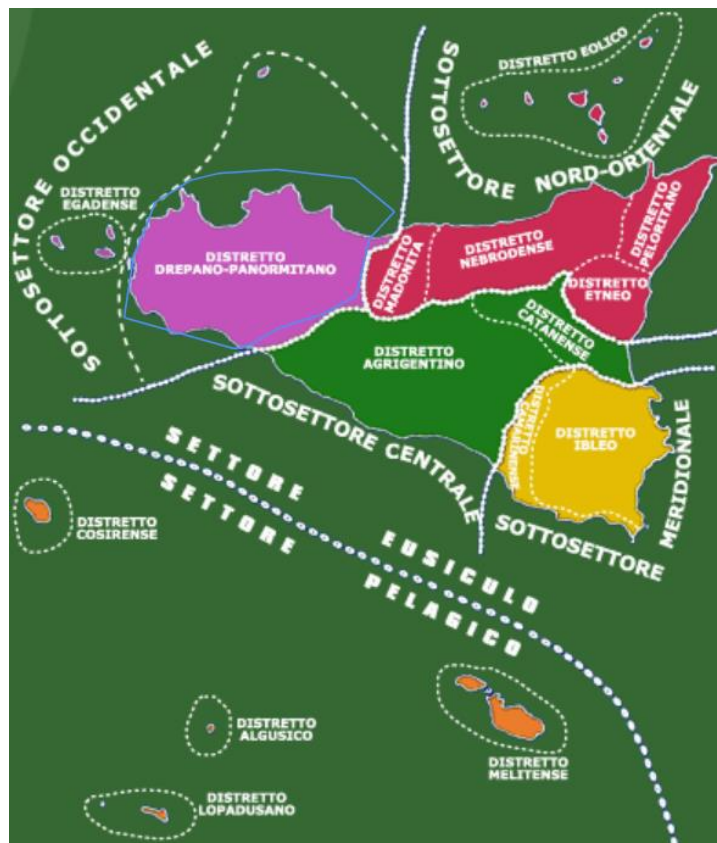 SOTTOSETTORE OCCIDENTALE
SOTTOSETTORE
NORD-ORIENTALE
DISTRETTO EOLICO
DISTRETTO
EGADENSE
DISTRETTO
DREPANO-PANORMITANO
DISTRETTO
MADONITA
DISTRETTO
NEBRODENSE
DISTRETTO
PELORITANO
DISTRETTO
ETNEO
DISTRETTO
CATANENSE
DISTRETTO
AGRIGENTINO
DISTRETTO
CAMARINENSE
DISTRETTO
IBLEO
SOTTOSETTORE CENTRALE
SOTTOSETTORE
MERIDIONALE
SETTORE
EUSICULO
SETTORE
PELAGICO
DISTRETTO
COSIRENSE
DISTRETTO
ALGUSICO
DISTRETTO
MELITENSE
DISTRETTO
LOPADUSANO